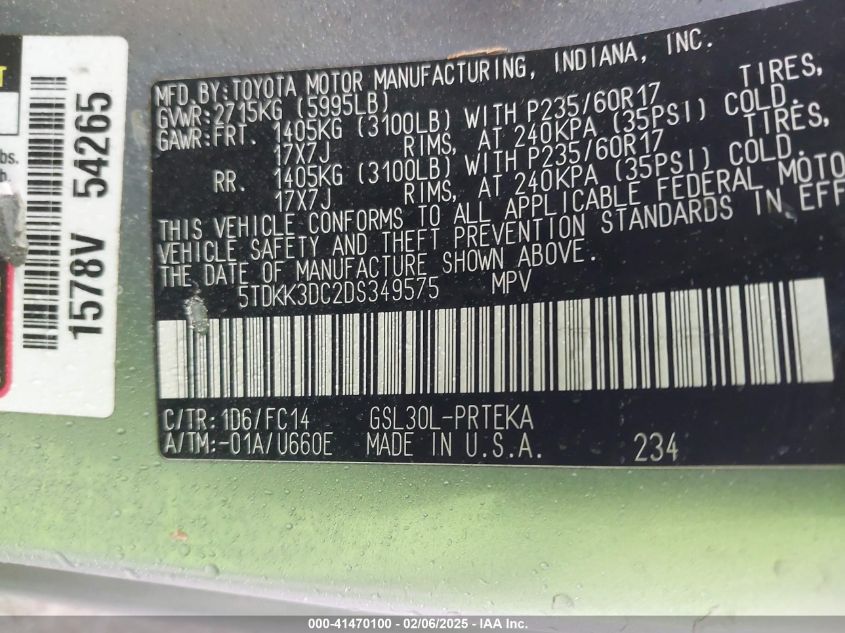 MFD.BY:TOYOTA MOTOR MANUFACTURING, INDIANA, INC.
GVWR:2715KG (5995LB)
GAWR:FRT. 1405KG (3100LB) WITH P235/60R17 TIRES,
17X7J RIMS, AT 240KPA (35PSI) COLD.
RR. 1405KG (3100LB) WITH P235/60R17 TIRES,
17X7J RIMS, AT 240KPA (35PSI) COLD.
THIS VEHICLE CONFORMS TO ALL APPLICABLE FEDERAL MOTO
VEHICLE SAFETY AND THEFT PREVENTION STANDARDS IN EFF
THE DATE OF MANUFACTURE SHOWN ABOVE.
5TDKK3DC2DS349575 MPV
C/TR:1D6/FC14 GSL30L-PRTEKA
A/TM:-01A/U660E MADE IN U.S.A. 234
1578V 54265
lbs.
000-41470100 - 02/06/2025 - IAA Inc.